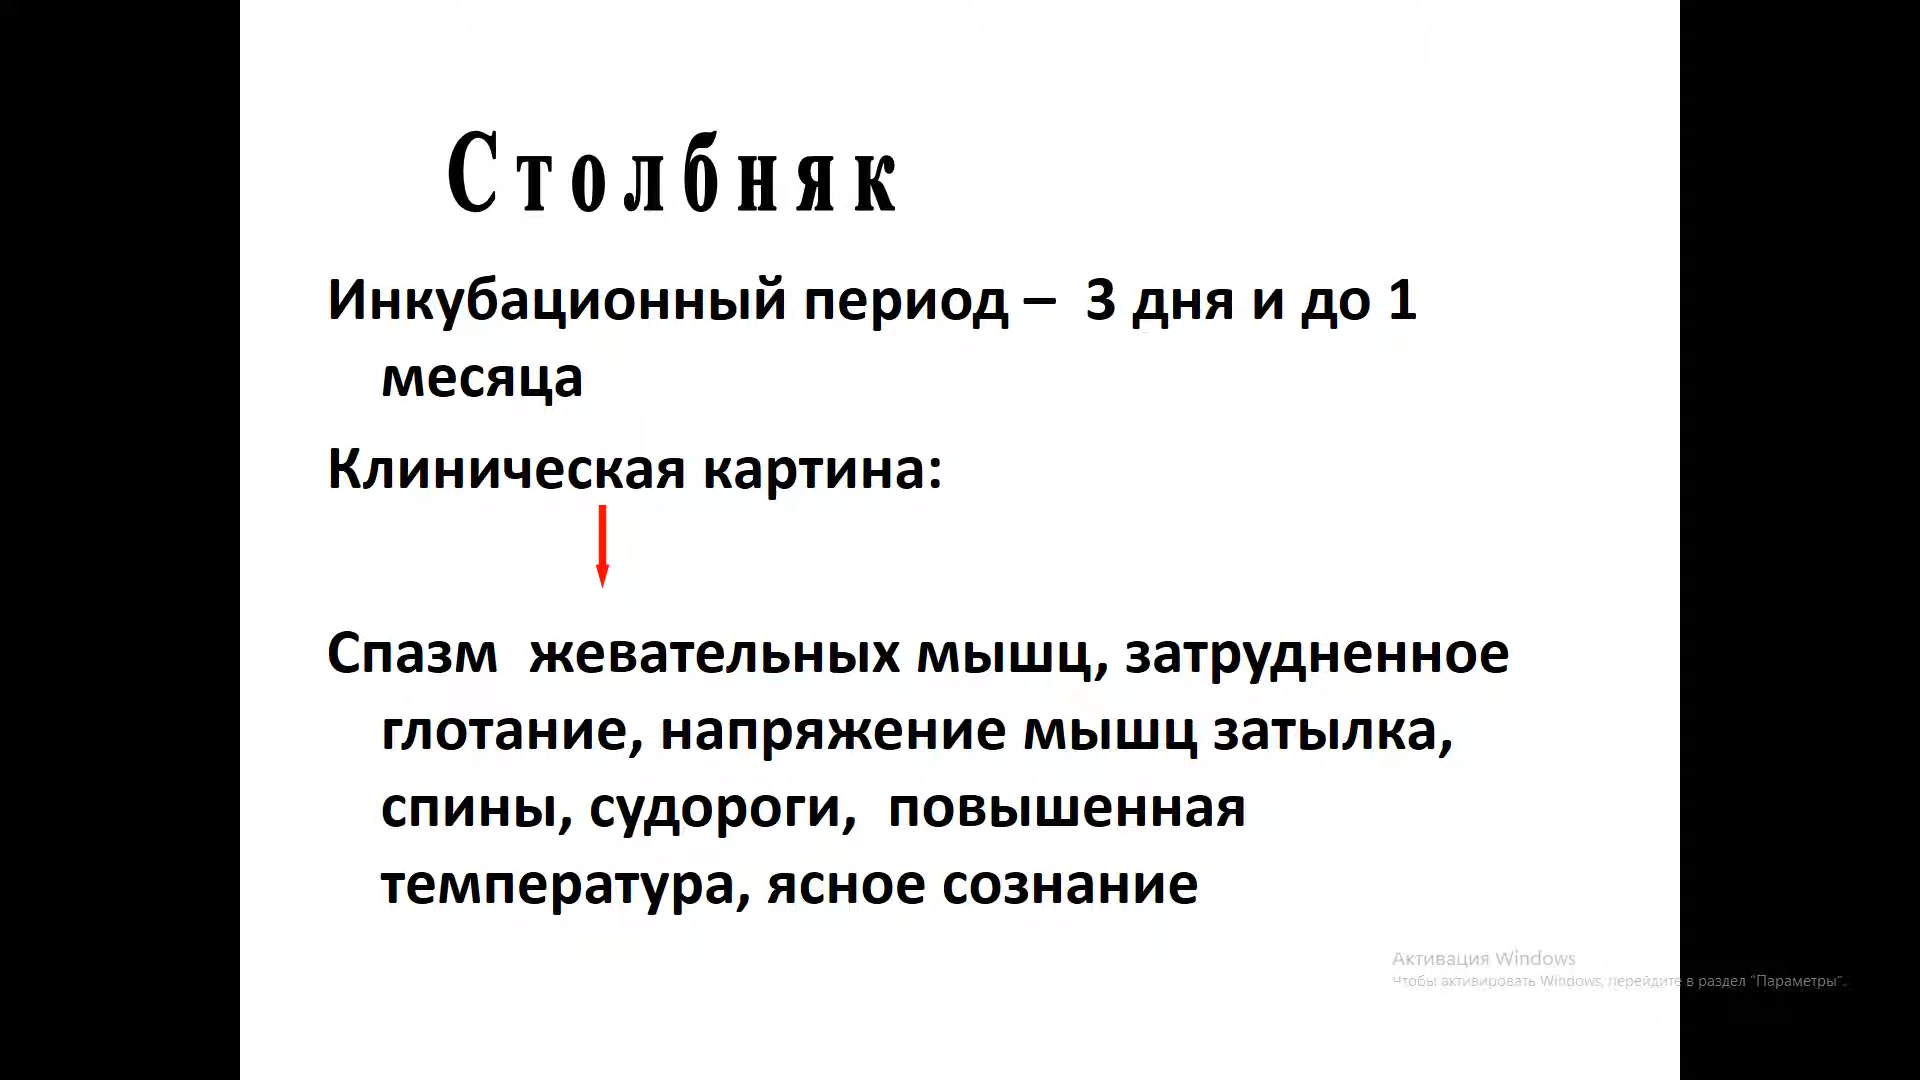 Столбняк
Инкубационный период –  3 дня и до 1
месяца
Клиническая картина:
Спазм  жевательных мышц, затрудненное
глотание, напряжение мышц затылка,
спины, судороги,  повышенная
температура, ясное сознание
Активация Windows
Чтобы активировать Windows, перейдите в раздел "Параметры".